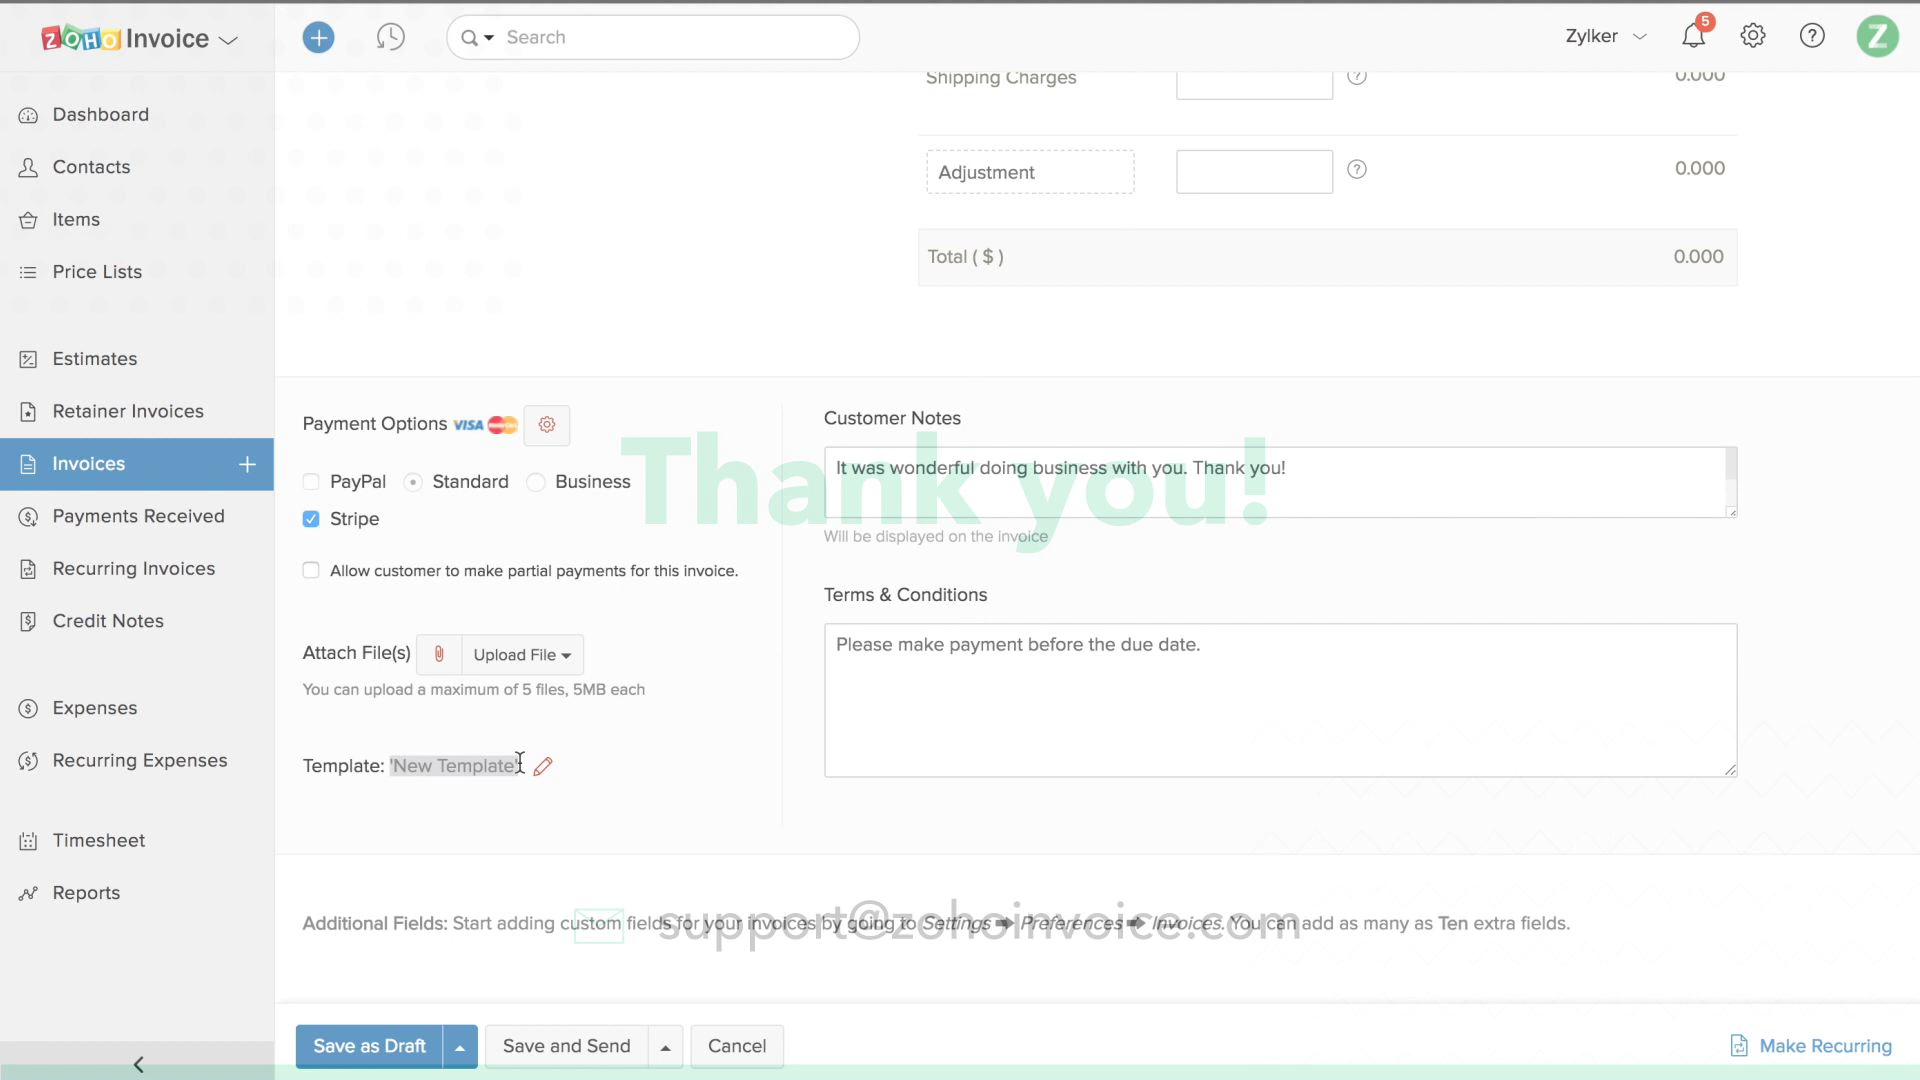 ZOHO Invoice
Search
Zylker
5
Z
Dashboard
Contacts
Items
Price Lists
Estimates
Retainer Invoices
Invoices
Payments Received
Recurring Invoices
Credit Notes
Expenses
Recurring Expenses
Timesheet
Reports
Shipping Charges 0.000
Adjustment 0.000
Total ( $ ) 0.000
Payment Options VISA
PayPal Standard Business
Stripe
Allow customer to make partial payments for this invoice.
Attach File(s) Upload File
You can upload a maximum of 5 files, 5MB each
Template: 'New Template'
Customer Notes
It was wonderful doing business with you. Thank you!
Will be displayed on the invoice
Thank you!
Terms & Conditions
Please make payment before the due date.
Additional Fields: Start adding custom fields for your invoices by going to Settings ➡ Preferences ➡ Invoices. You can add as many as Ten extra fields.
support@zohoinvoice.com
Save as Draft Save and Send Cancel
Make Recurring